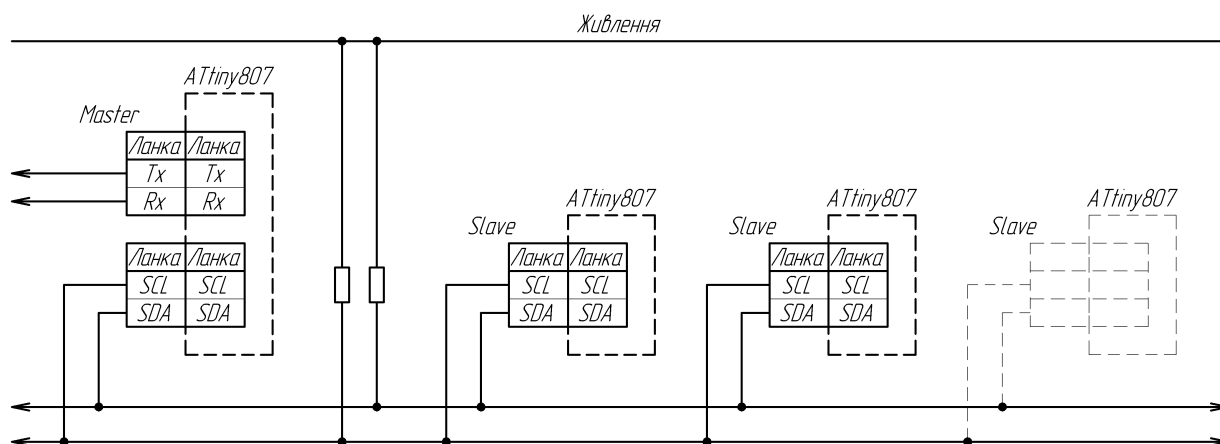 Живлення
ATtiny807
Master
Ланка Ланка
Tx Tx
Rx Rx
Ланка Ланка
SCL SCL
SDA SDA
ATtiny807
Slave
Ланка Ланка
SCL SCL
SDA SDA
ATtiny807
Slave
Ланка Ланка
SCL SCL
SDA SDA
ATtiny807
Slave